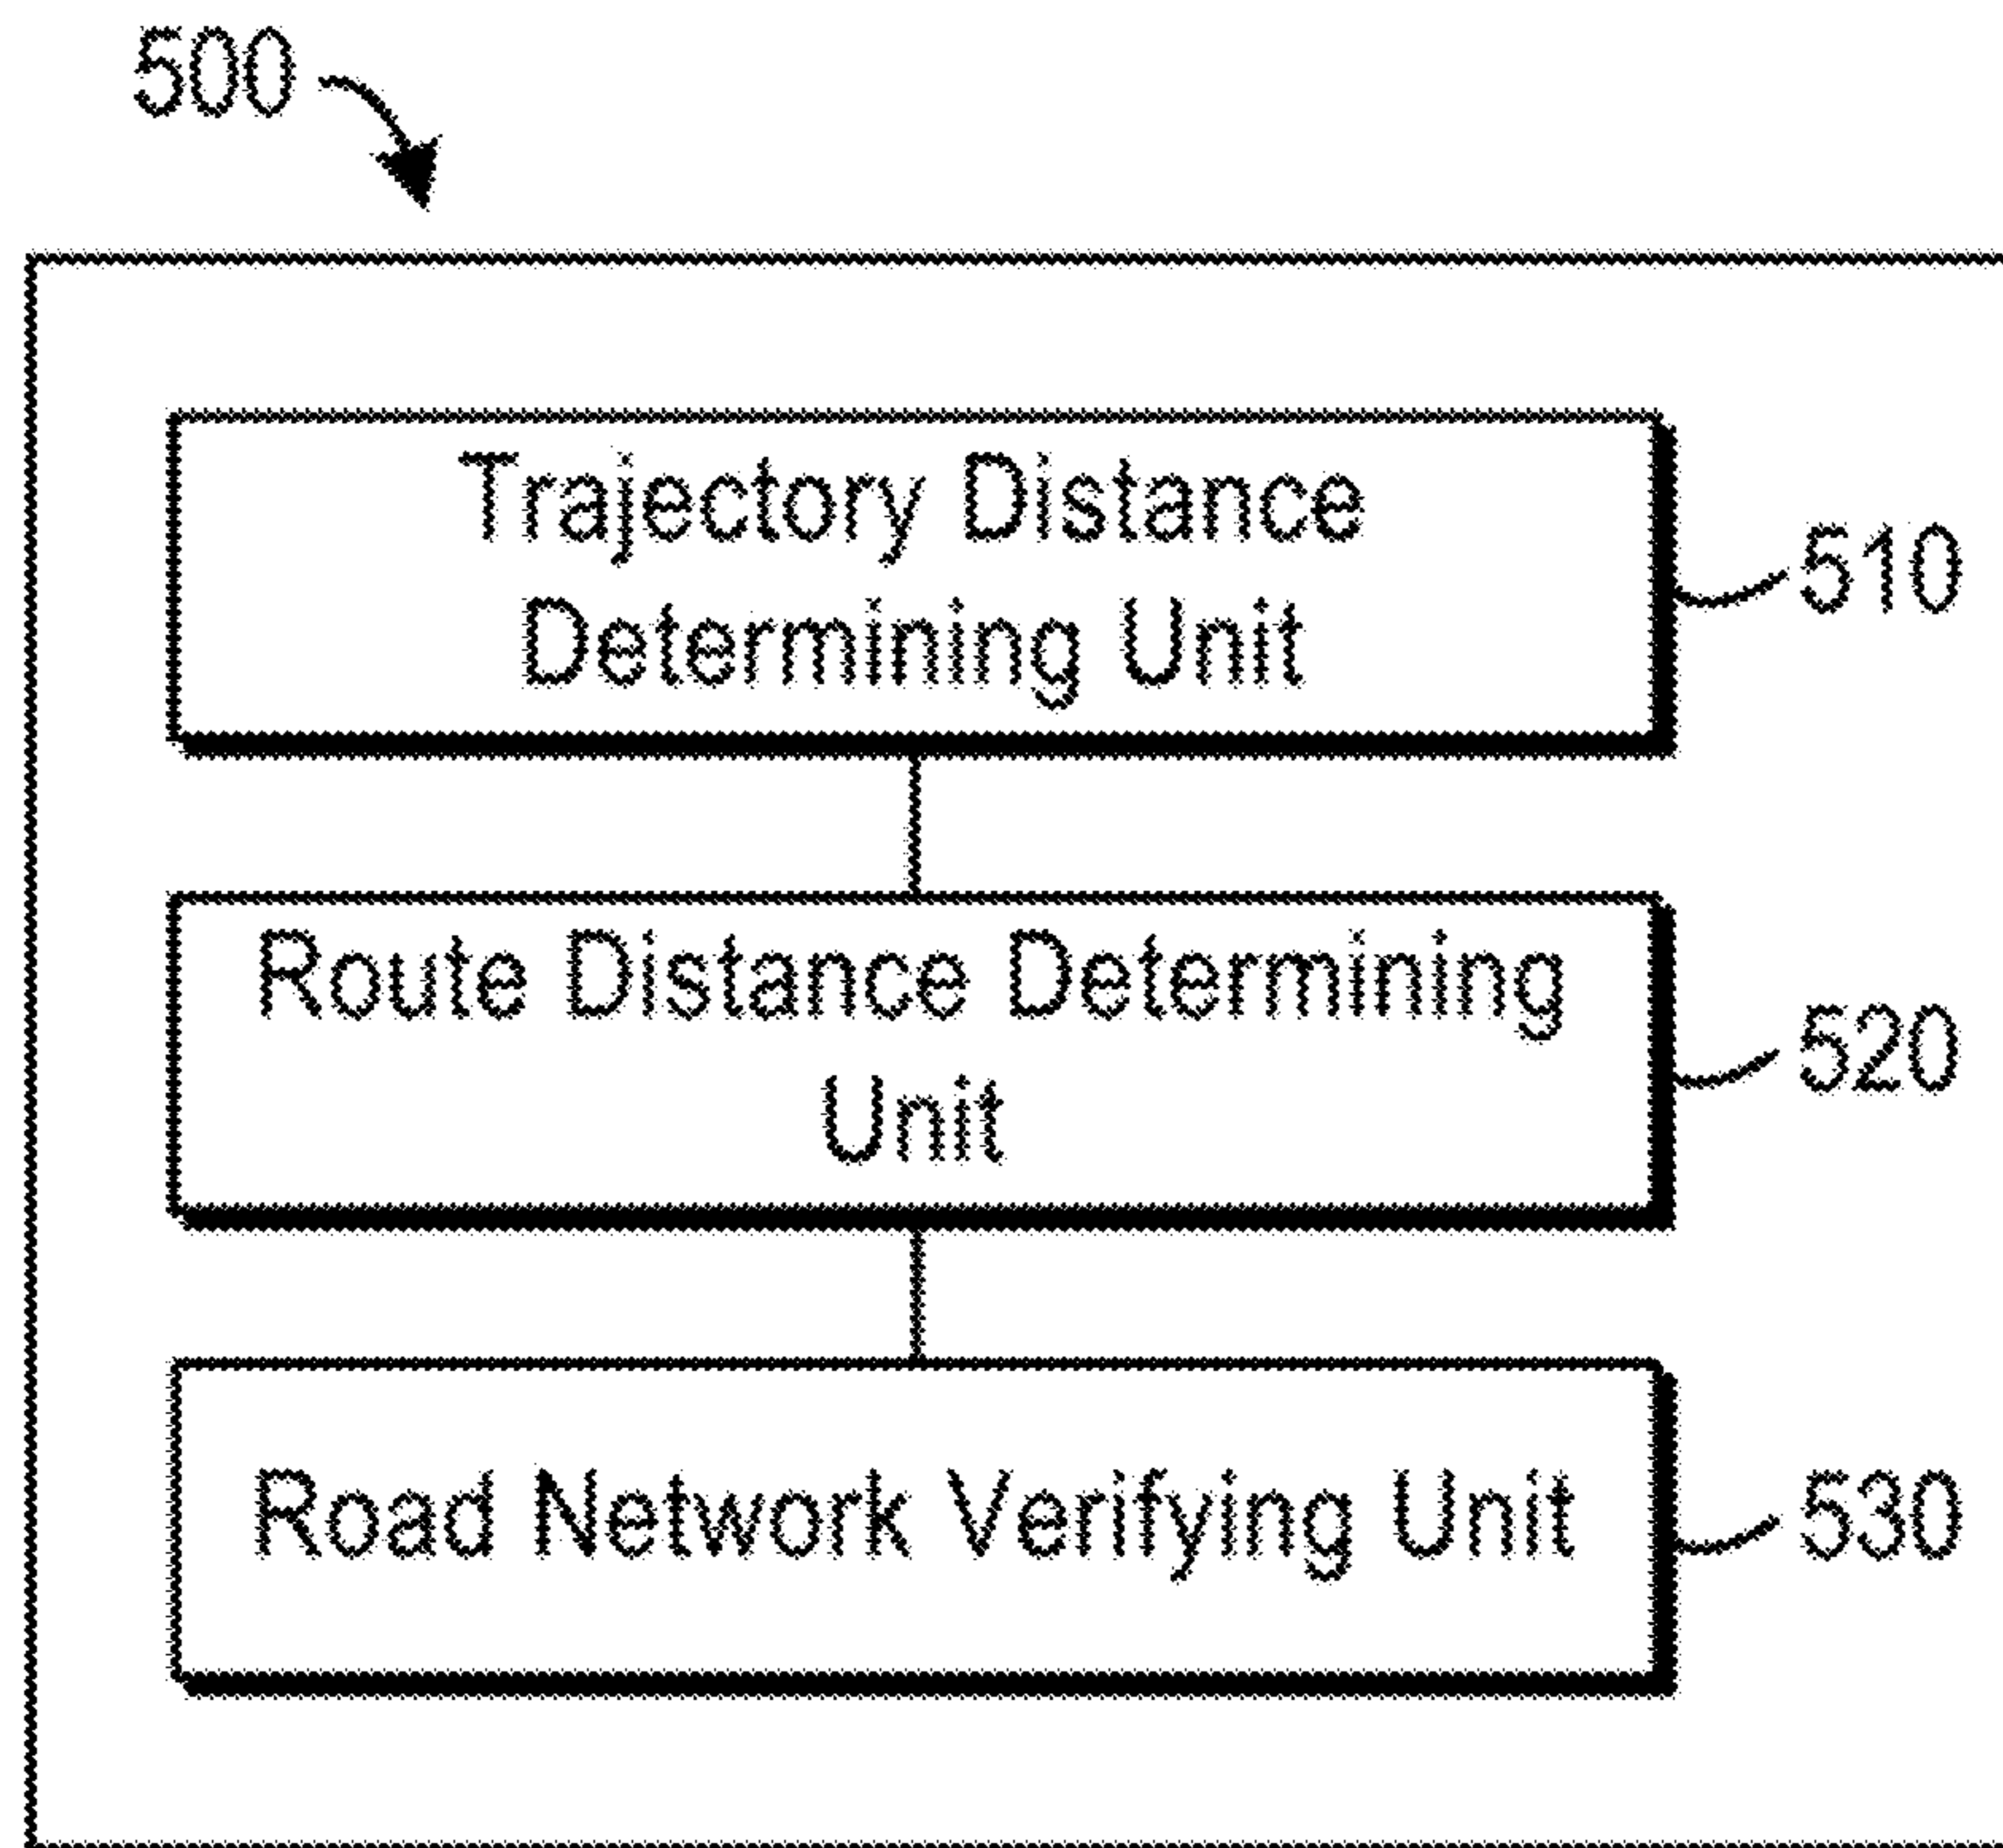 500
Trajectory Distance
Determining Unit
510
Route Distance Determining
Unit
520
Road Network Verifying Unit
530